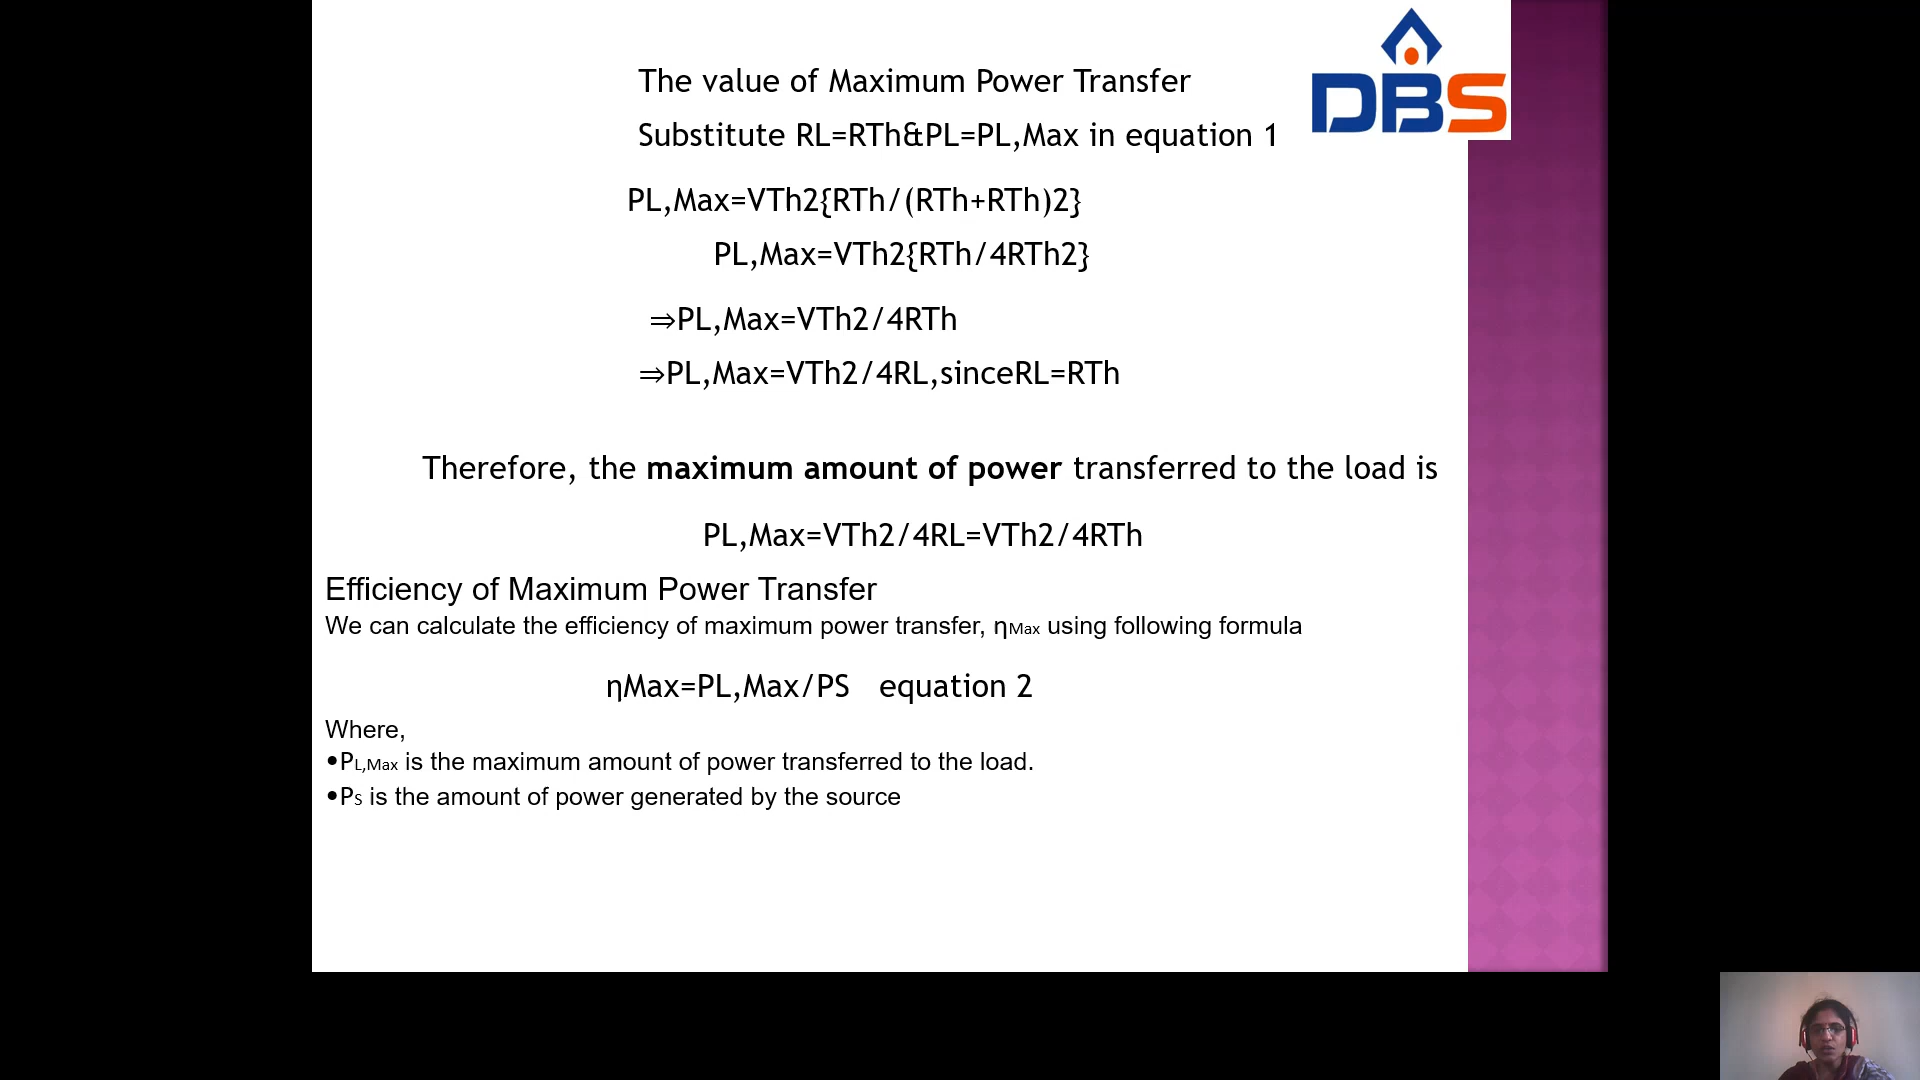 DBS
The value of Maximum Power Transfer
Substitute RL=RTh&PL=PL,Max in equation 1
PL,Max=VTh2{RTh/(RTh+RTh)2}
PL,Max=VTh2{RTh/4RTh2}
⇒PL,Max=VTh2/4RTh
⇒PL,Max=VTh2/4RL,sinceRL=RTh
Therefore, the maximum amount of power transferred to the load is
PL,Max=VTh2/4RL=VTh2/4RTh
Efficiency of Maximum Power Transfer
We can calculate the efficiency of maximum power transfer, ηMax using following formula
ηMax=PL,Max/PS equation 2
Where,
•PL,Max is the maximum amount of power transferred to the load.
•PS is the amount of power generated by the source